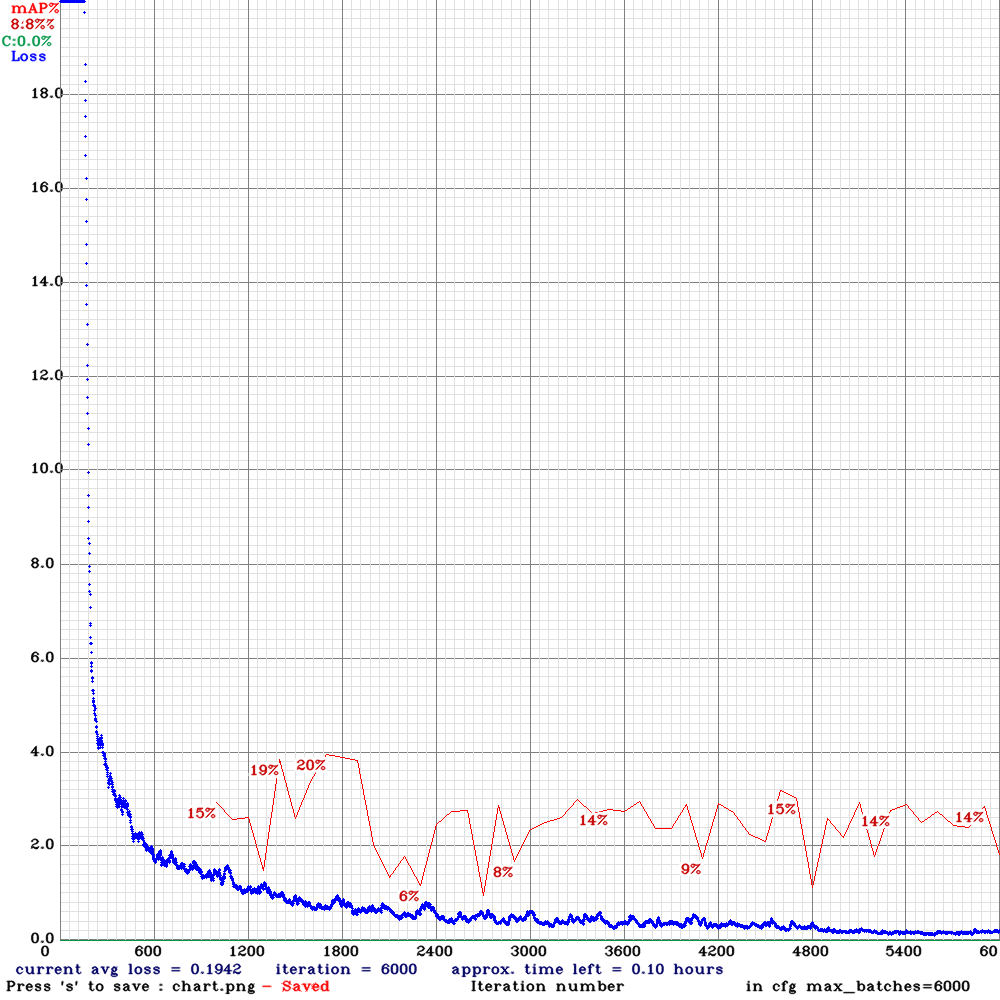 mAP%
8.8%%
C:0.0%
Loss
18.0
16.0
14.0
12.0
10.0
8.0
6.0
4.0
2.0
0.0
15% 19% 20% 6% 8% 14% 9% 15% 14% 14%
0 600 1200 1800 2400 3000 3600 4200 4800 5400 60
current avg loss = 0.1942 iteration = 6000 approx. time left = 0.10 hours
Press 's' to save : chart.png - Saved Iteration number in cfg max_batches=6000